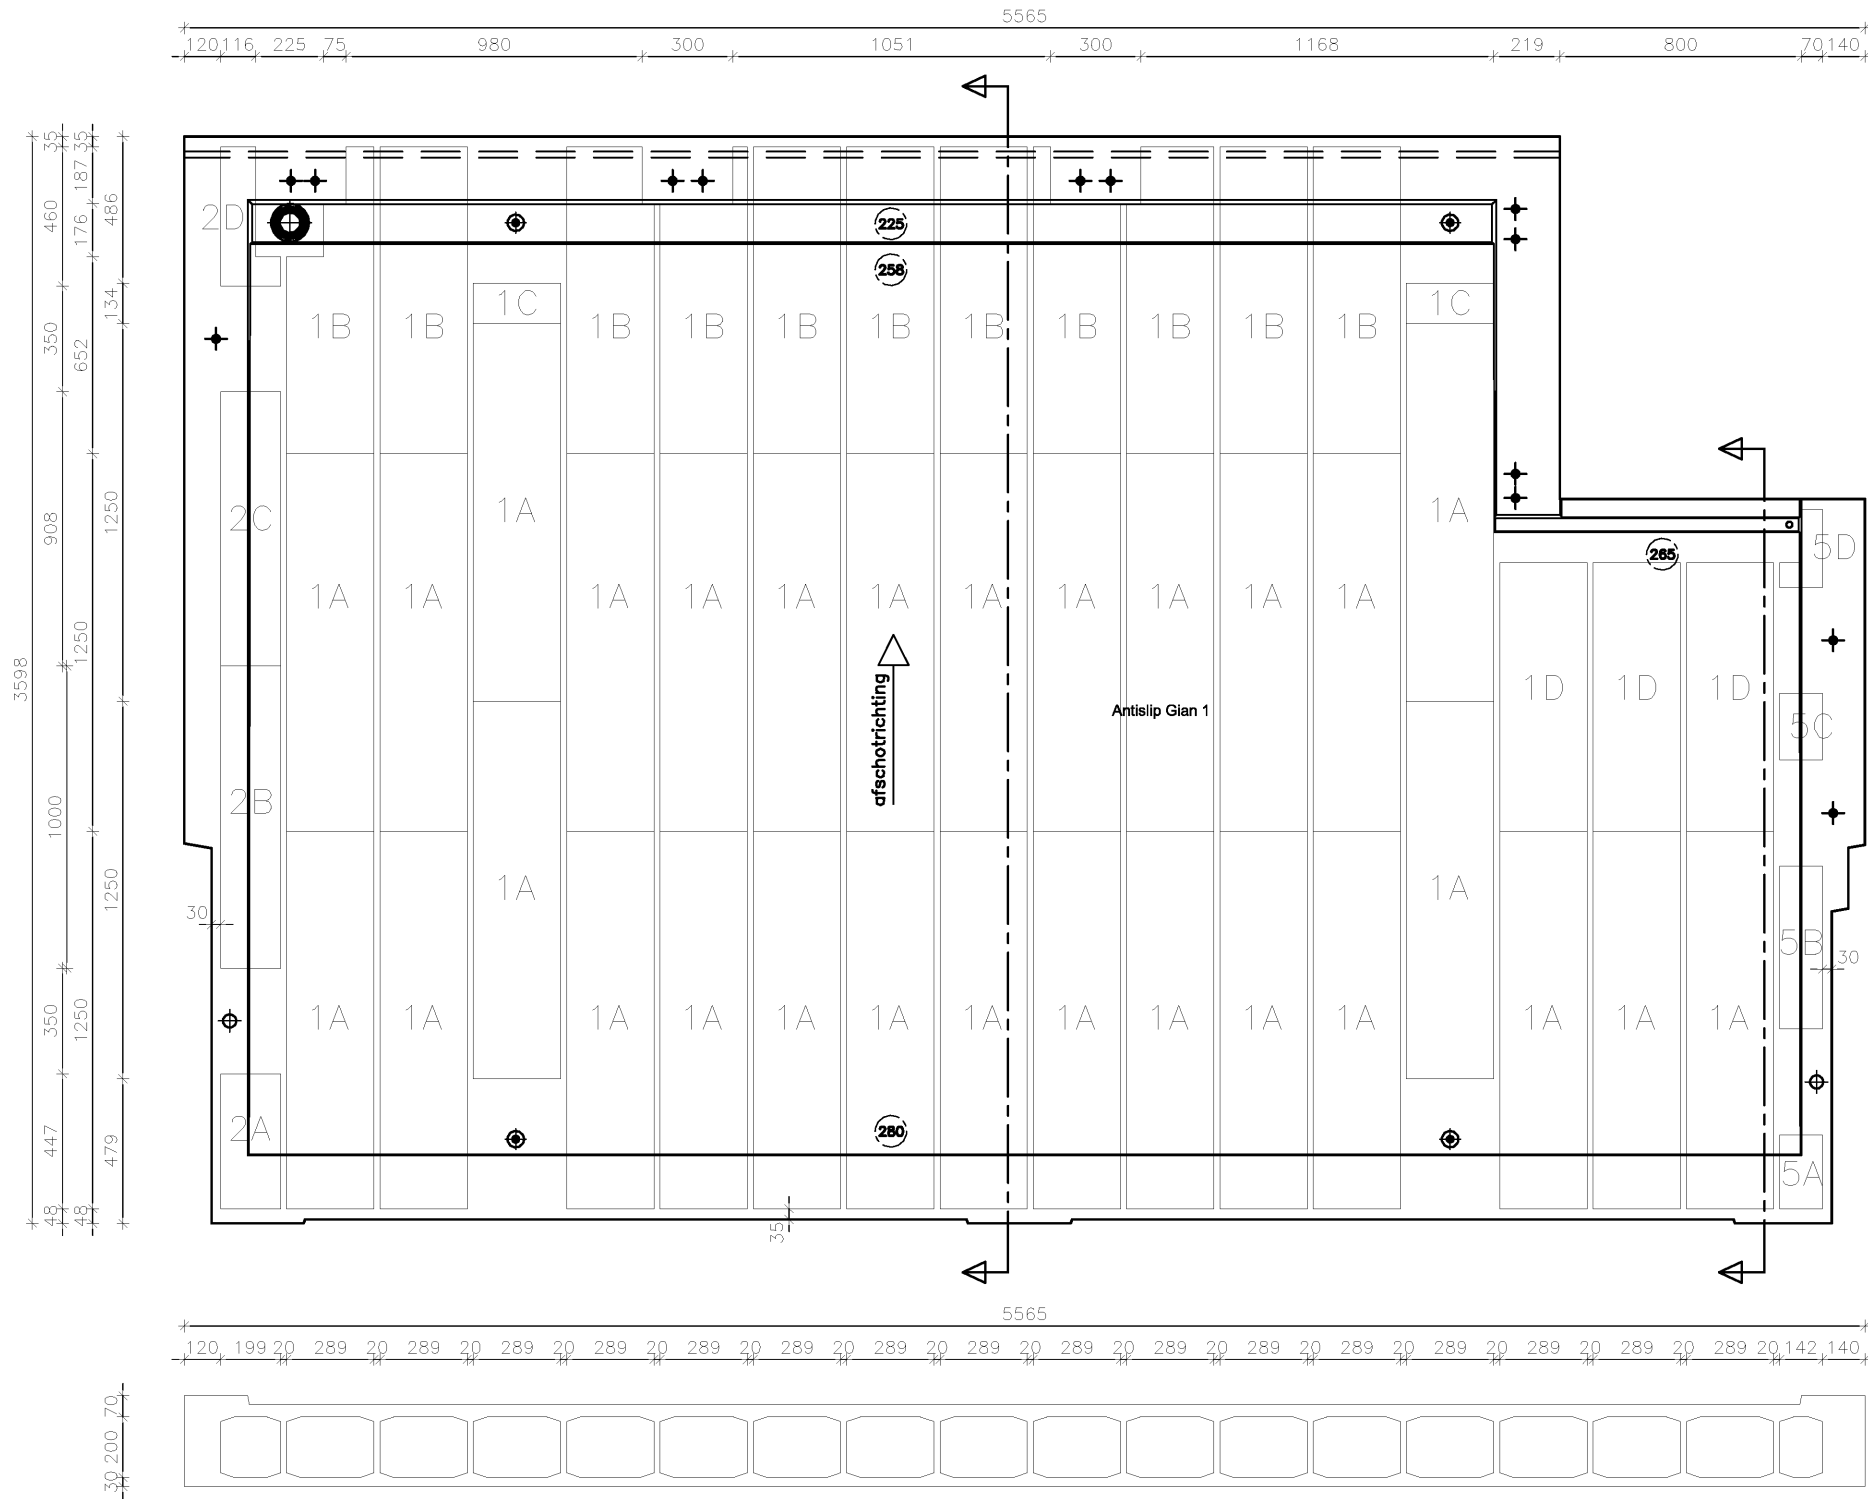 5565
120 116 225 75 980 300 1051 300 1168 219 800 70 140
35 460 350 908 1000 350 447 48
35 187 176 652 1250 1250 48
486 134 1250 1250 479
3598
2D 225
258
1C 1C
1B 1B 1B 1B 1B 1B 1B 1B 1B 1B 1B
2C 1A 1A
5D
265
1A 1A 1A 1A 1A 1A 1A 1A 1A 1A 1A
1D 1D 1D
afschotrichting
Antislip Gian 1
5C
2B
1A 1A
30
5B 30
1A 1A 1A 1A 1A 1A 1A 1A 1A 1A 1A 1A 1A 1A
2A 280
5A
35
5565
120 199 20 289 20 289 20 289 20 289 20 289 20 289 20 289 20 289 20 289 20 289 20 289 20 289 20 289 20 289 20 289 20 289 20 142 140
70
200
30